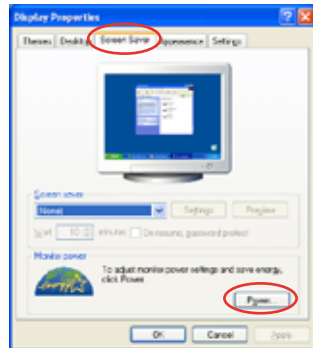 Display Properties
Themes Desktop Screen Saver Appearance Settings
Screen saver
(None)
Settings Preview
Wait 10 minutes On resume, password protect
Monitor power
To adjust monitor power settings and save energy,
click Power.
Power...
OK Cancel Apply